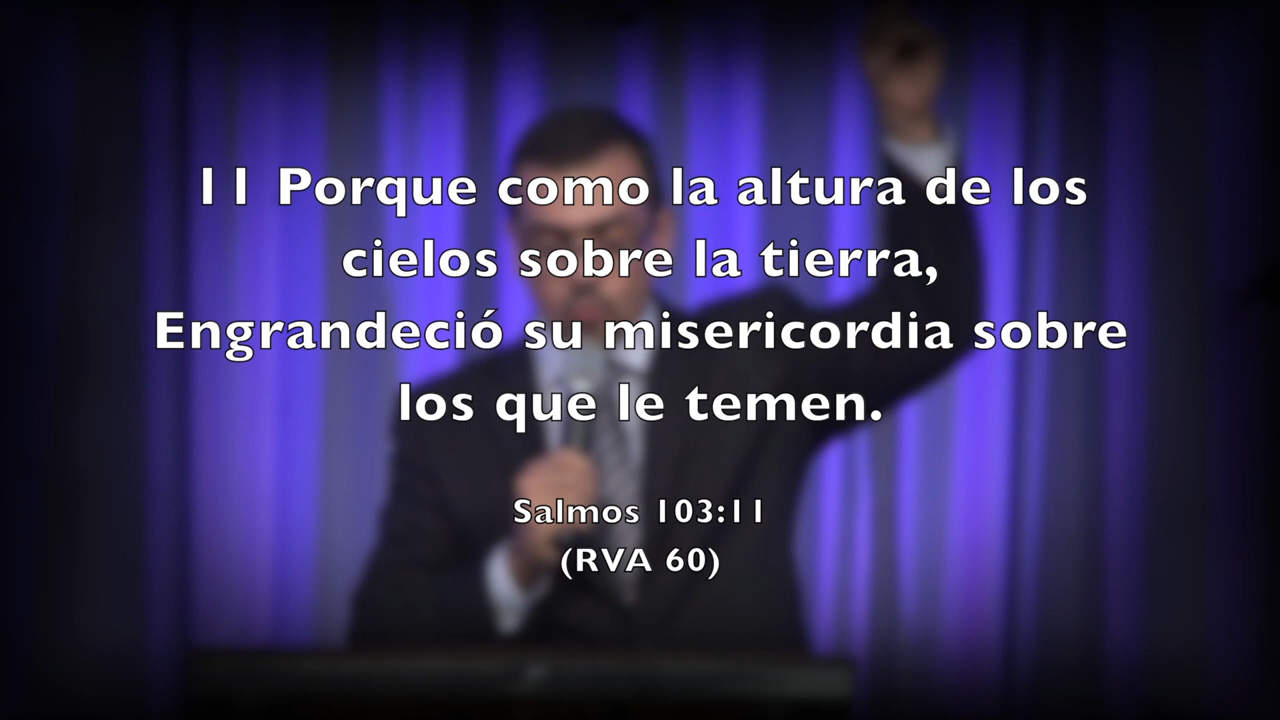 11 Porque como la altura de los
cielos sobre la tierra,
Engrandeció su misericordia sobre
los que le temen.
Salmos 103:11
(RVA 60)